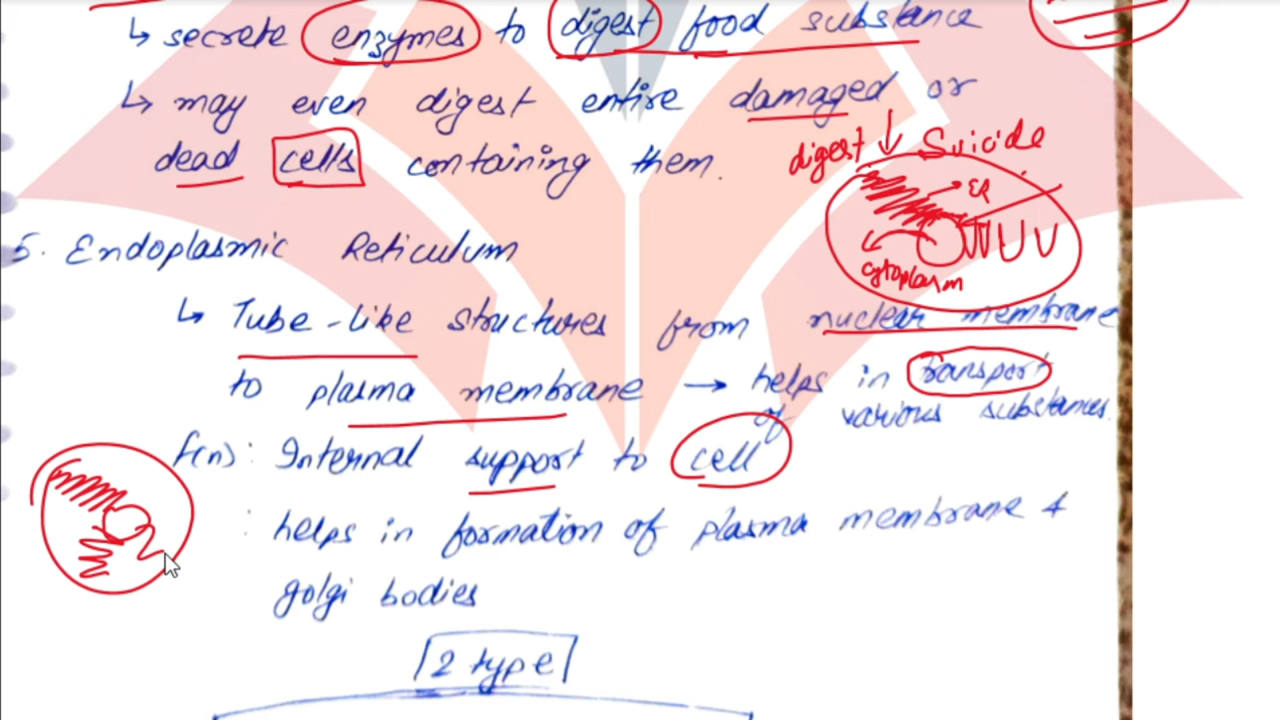 ↳ secrete enzymes to digest food substance
↳ may even digest entire damaged or
dead cells containing them.
digest ↓ Suicide
ER
cytoplasm
5. Endoplasmic Reticulum
↳ Tube-like structures from nuclear membrane
to plasma membrane → helps in transport
of various substances.
f(n): Internal support to cell
: helps in formation of plasma membrane &
golgi bodies
2 type